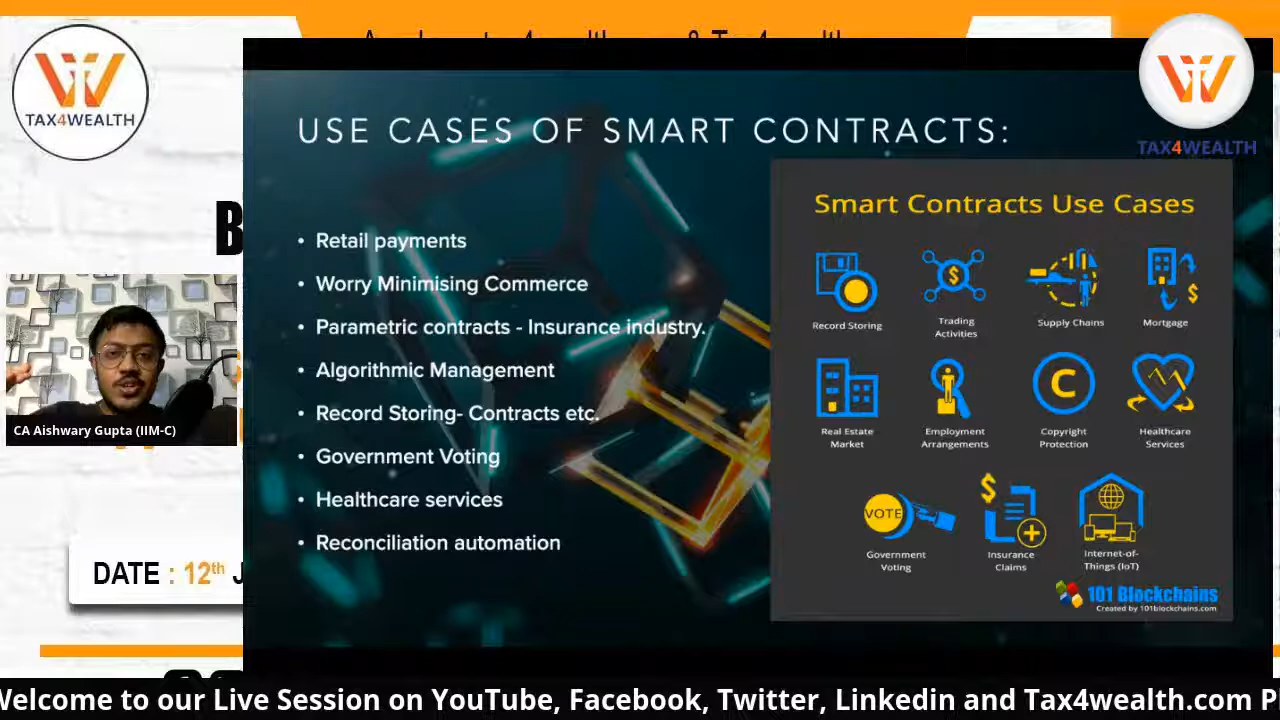 TAX4WEALTH
TAX4WEALTH
USE CASES OF SMART CONTRACTS:
• Retail payments
• Worry Minimising Commerce
• Parametric contracts - Insurance industry.
• Algorithmic Management
• Record Storing- Contracts etc.
• Government Voting
• Healthcare services
• Reconciliation automation
Smart Contracts Use Cases
Record Storing
Trading
Activities
Supply Chains
Mortgage
Real Estate
Market
Employment
Arrangements
C
Copyright
Protection
Healthcare
Services
VOTE
Government
Voting
Insurance
Claims
Internet-of-
Things (IoT)
101 Blockchains
Created by 101blockchains.com
B
CA Aishwary Gupta (IIM-C)
DATE : 12th J
Welcome to our Live Session on YouTube, Facebook, Twitter, Linkedin and Tax4wealth.com P